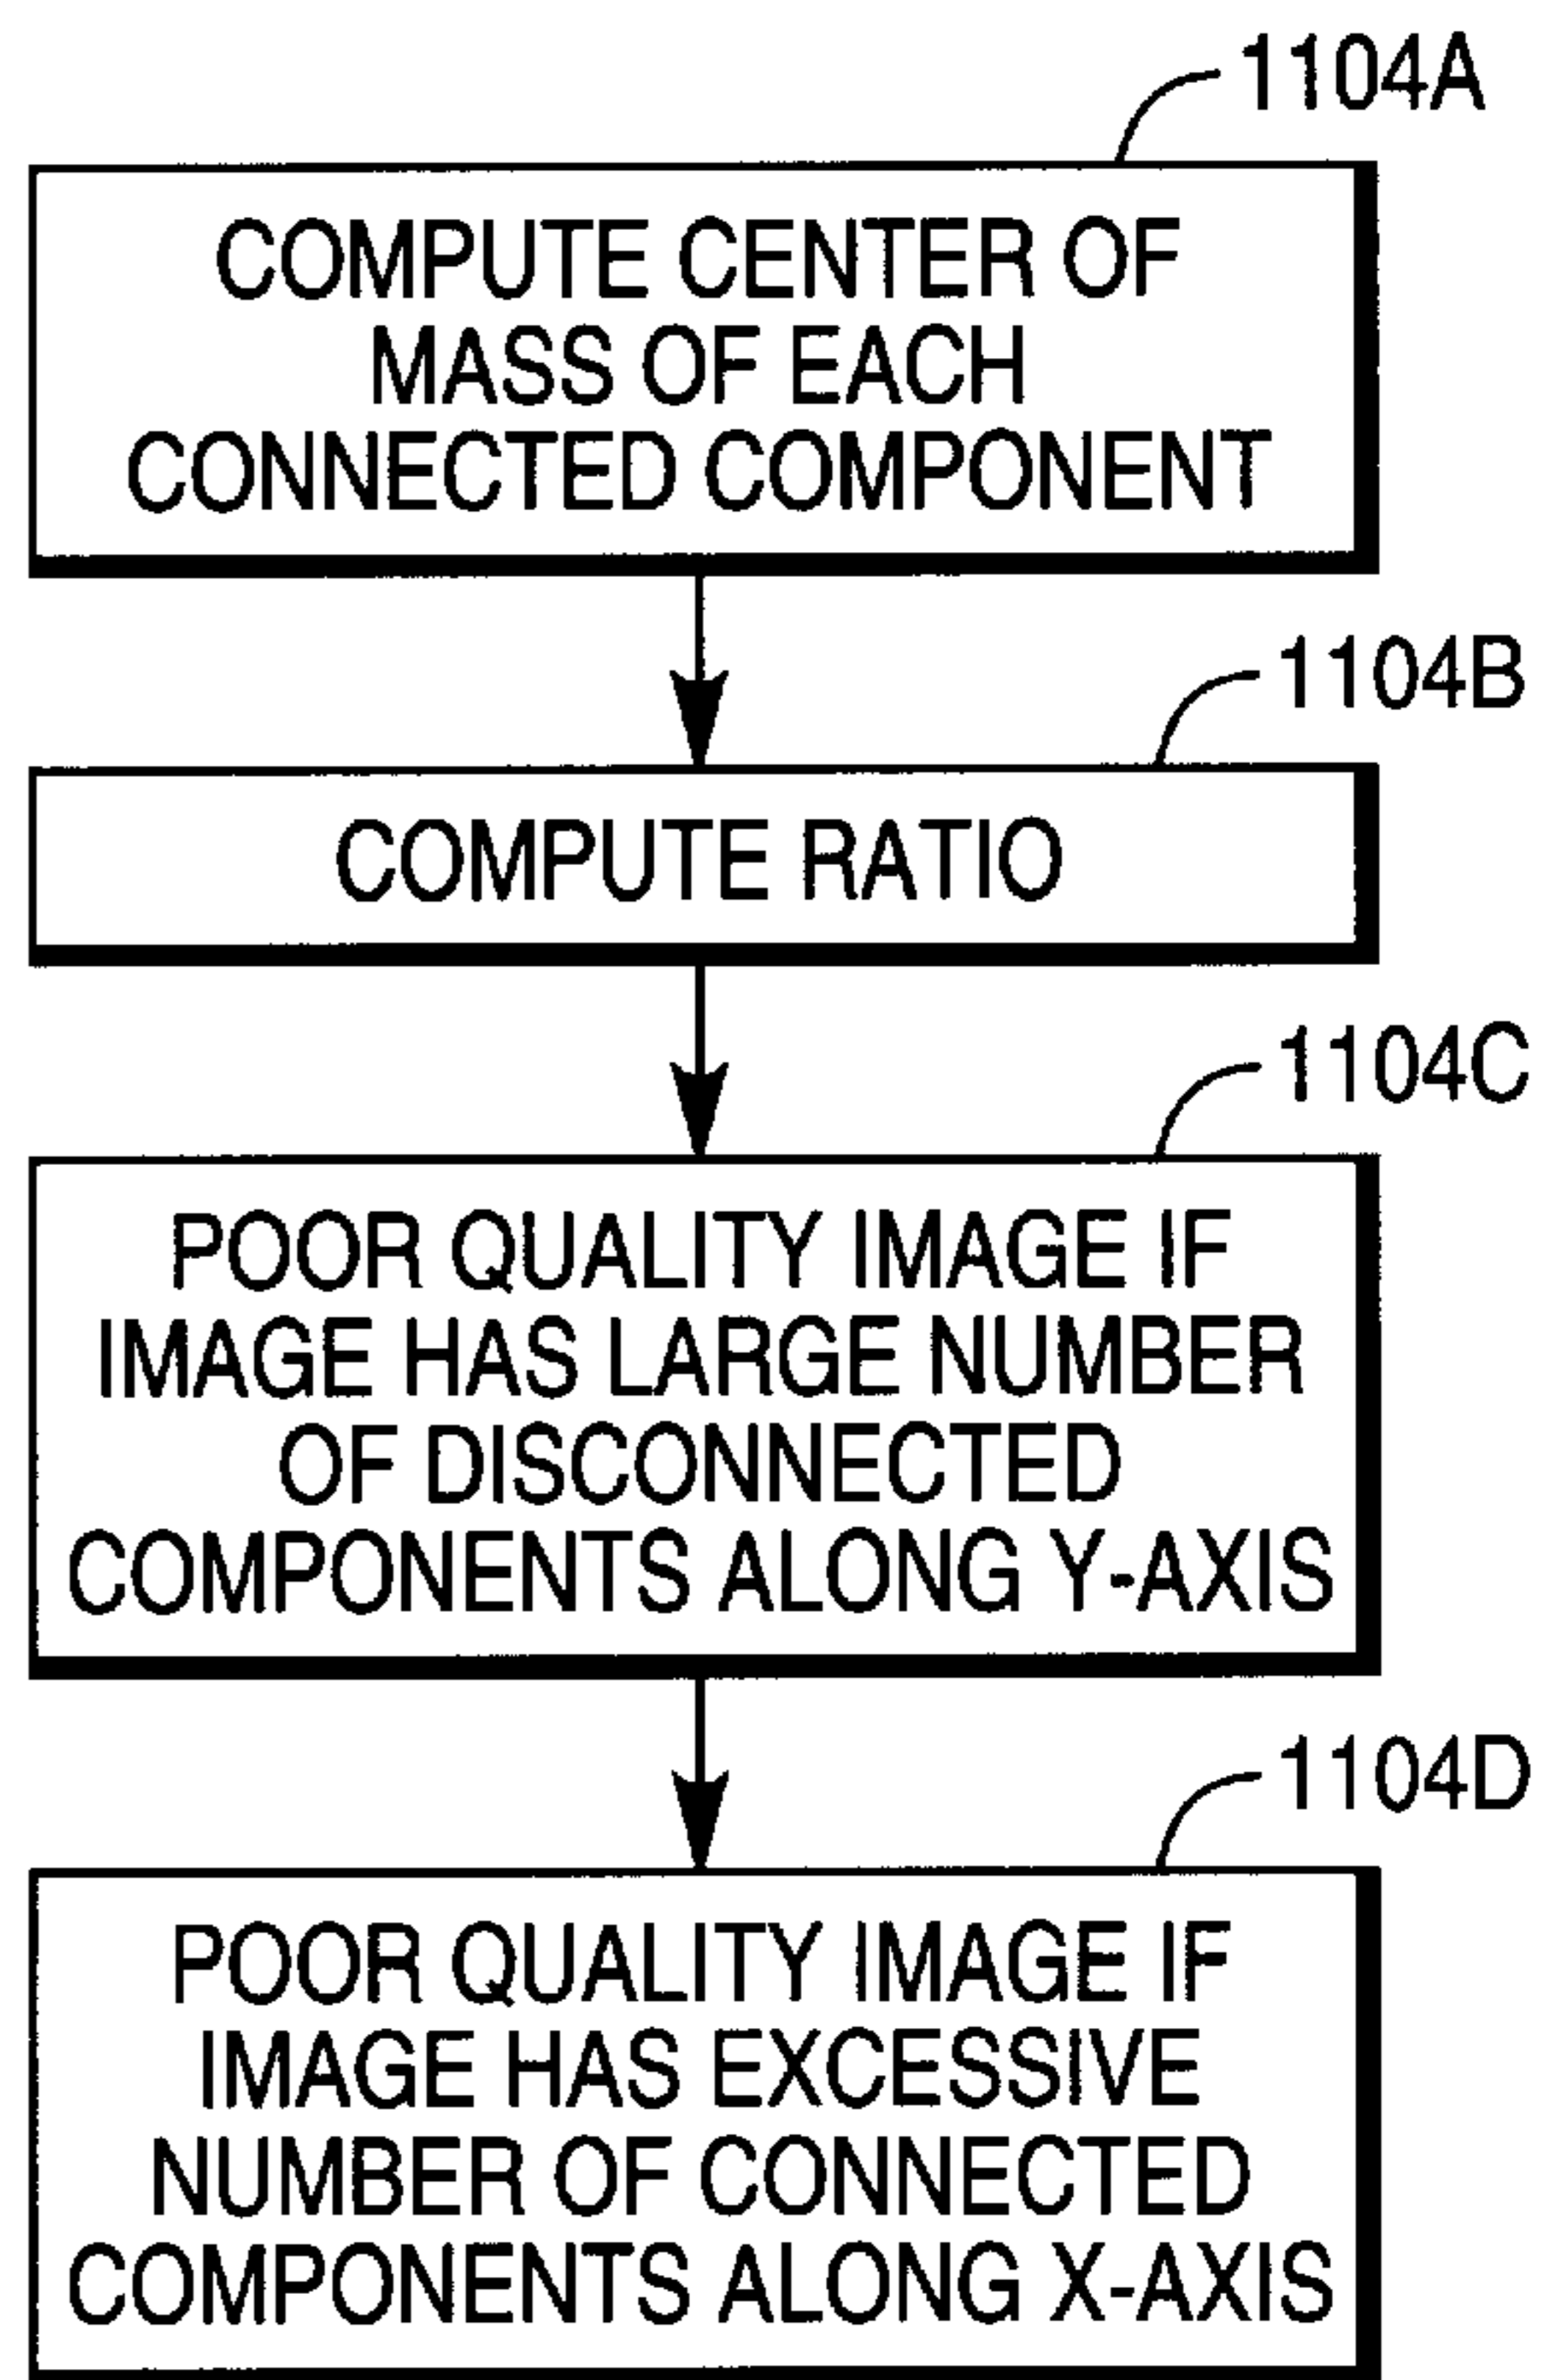 1104A
COMPUTE CENTER OF
MASS OF EACH
CONNECTED COMPONENT
1104B
COMPUTE RATIO
1104C
POOR QUALITY IMAGE IF
IMAGE HAS LARGE NUMBER
OF DISCONNECTED
COMPONENTS ALONG Y-AXIS
1104D
POOR QUALITY IMAGE IF
IMAGE HAS EXCESSIVE
NUMBER OF CONNECTED
COMPONENTS ALONG X-AXIS